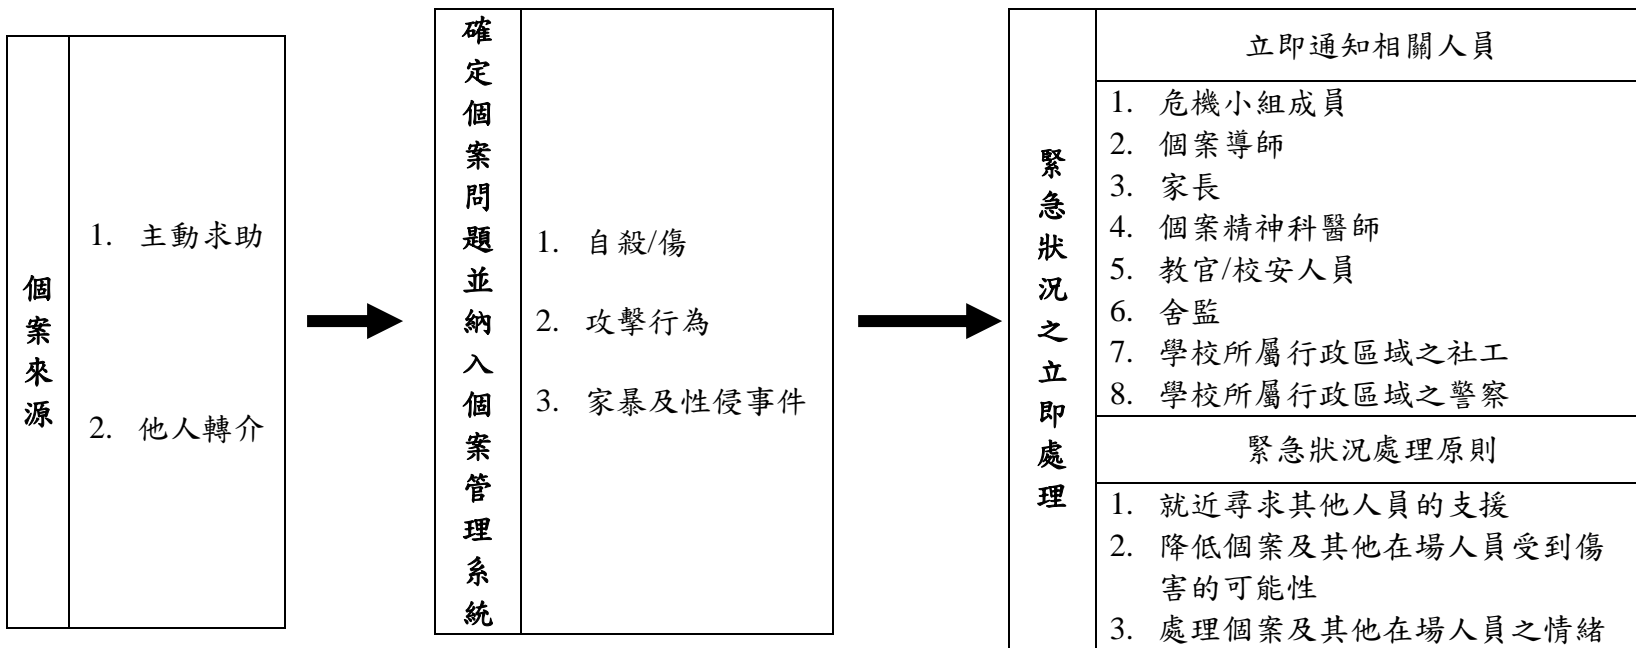 個案來源
1. 主動求助
2. 他人轉介
確定個案問題並納入個案管理系統
1. 自殺/傷
2. 攻擊行為
3. 家暴及性侵事件
緊急狀況之立即處理
立即通知相關人員
1. 危機小組成員
2. 個案導師
3. 家長
4. 個案精神科醫師
5. 教官/校安人員
6. 舍監
7. 學校所屬行政區域之社工
8. 學校所屬行政區域之警察
緊急狀況處理原則
1. 就近尋求其他人員的支援
2. 降低個案及其他在場人員受到傷
害的可能性
3. 處理個案及其他在場人員之情緒